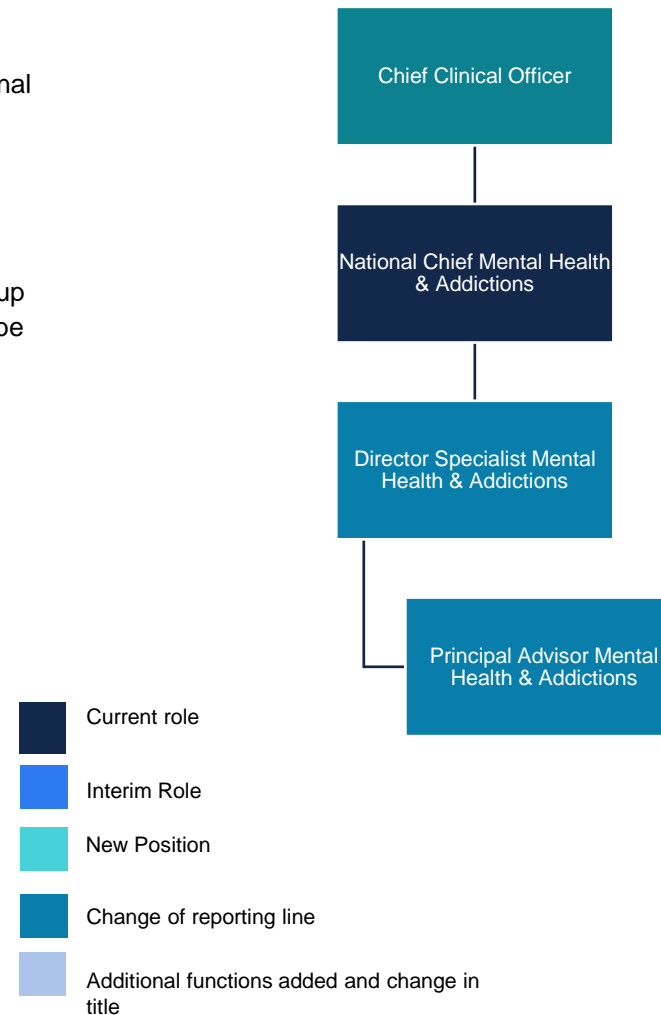 nal
up
be
Chief Clinical Officer
National Chief Mental Health
& Addictions
Director Specialist Mental
Health & Addictions
Principal Advisor Mental
Health & Addictions
Current role
Interim Role
New Position
Change of reporting line
Additional functions added and change in
title